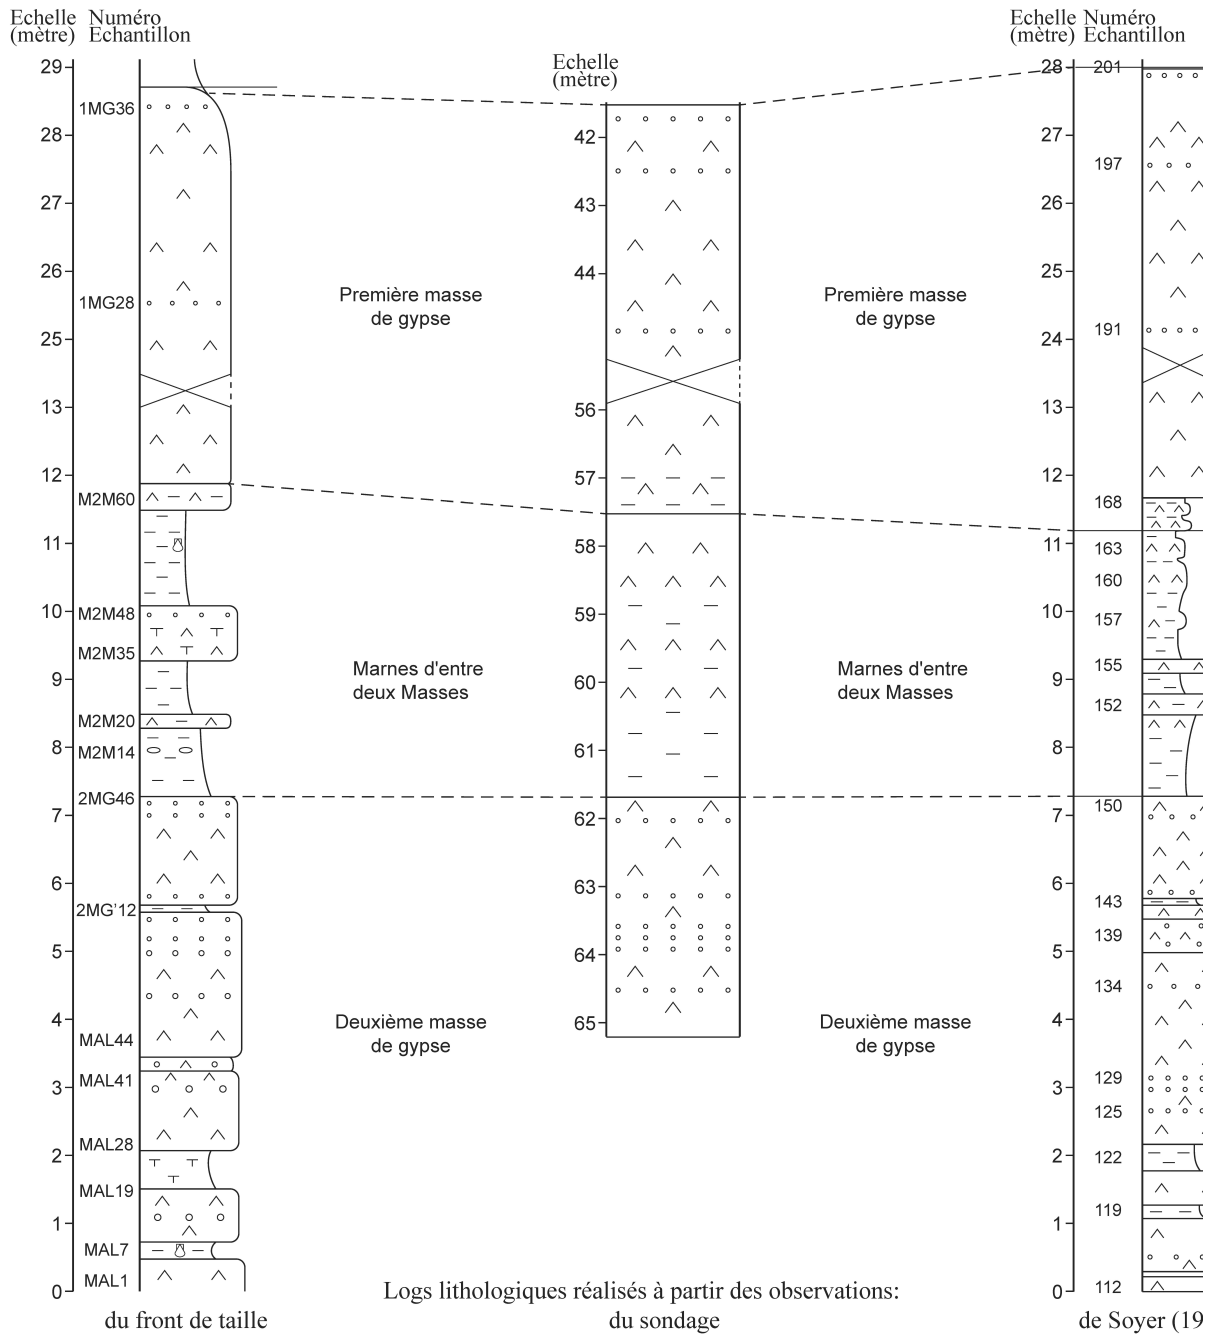 Echelle
(mètre)
Numéro
Echantillon
29
28
27
26
25
13
12
11
10
9
8
7
6
5
4
3
2
1
0
1MG36
1MG28
M2M60
M2M48
M2M35
M2M20
M2M14
2MG46
2MG'12
MAL44
MAL41
MAL28
MAL19
MAL7
MAL1
du front de taille
Première masse
de gypse
Marnes d'entre
deux Masses
Deuxième masse
de gypse
Echelle
(mètre)
42
43
44
56
57
58
59
60
61
62
63
64
65
Logs lithologiques réalisés à partir des observations:
du sondage
Première masse
de gypse
Marnes d'entre
deux Masses
Deuxième masse
de gypse
Echelle
(mètre)
Numéro
Echantillon
28
27
26
25
24
13
12
11
10
9
8
7
6
5
4
3
2
1
0
201
197
191
168
163
160
157
155
152
150
143
139
134
129
125
122
119
112
de Soyer (19